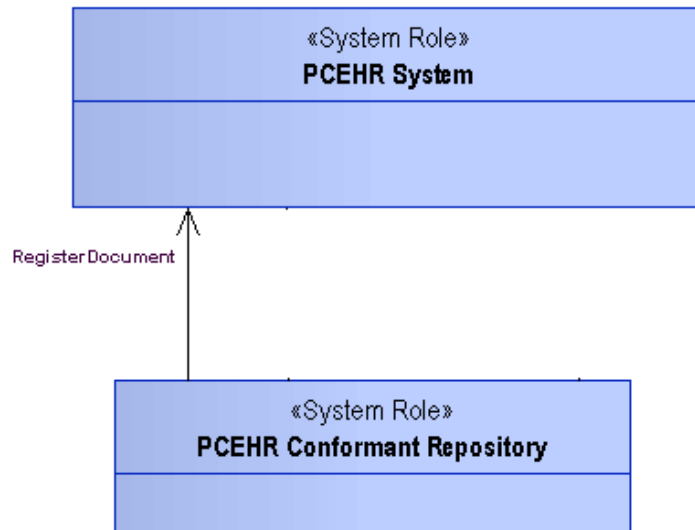 «System Role»
PCEHR System
RegisterDocument
«System Role»
PCEHR Conformant Repository